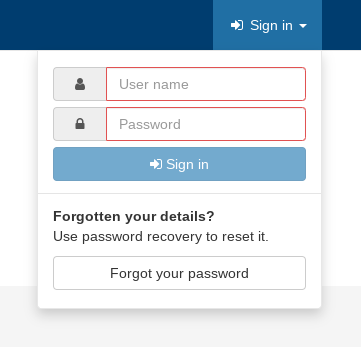 Sign in
User name
Password
Sign in
Forgotten your details?
Use password recovery to reset it.
Forgot your password